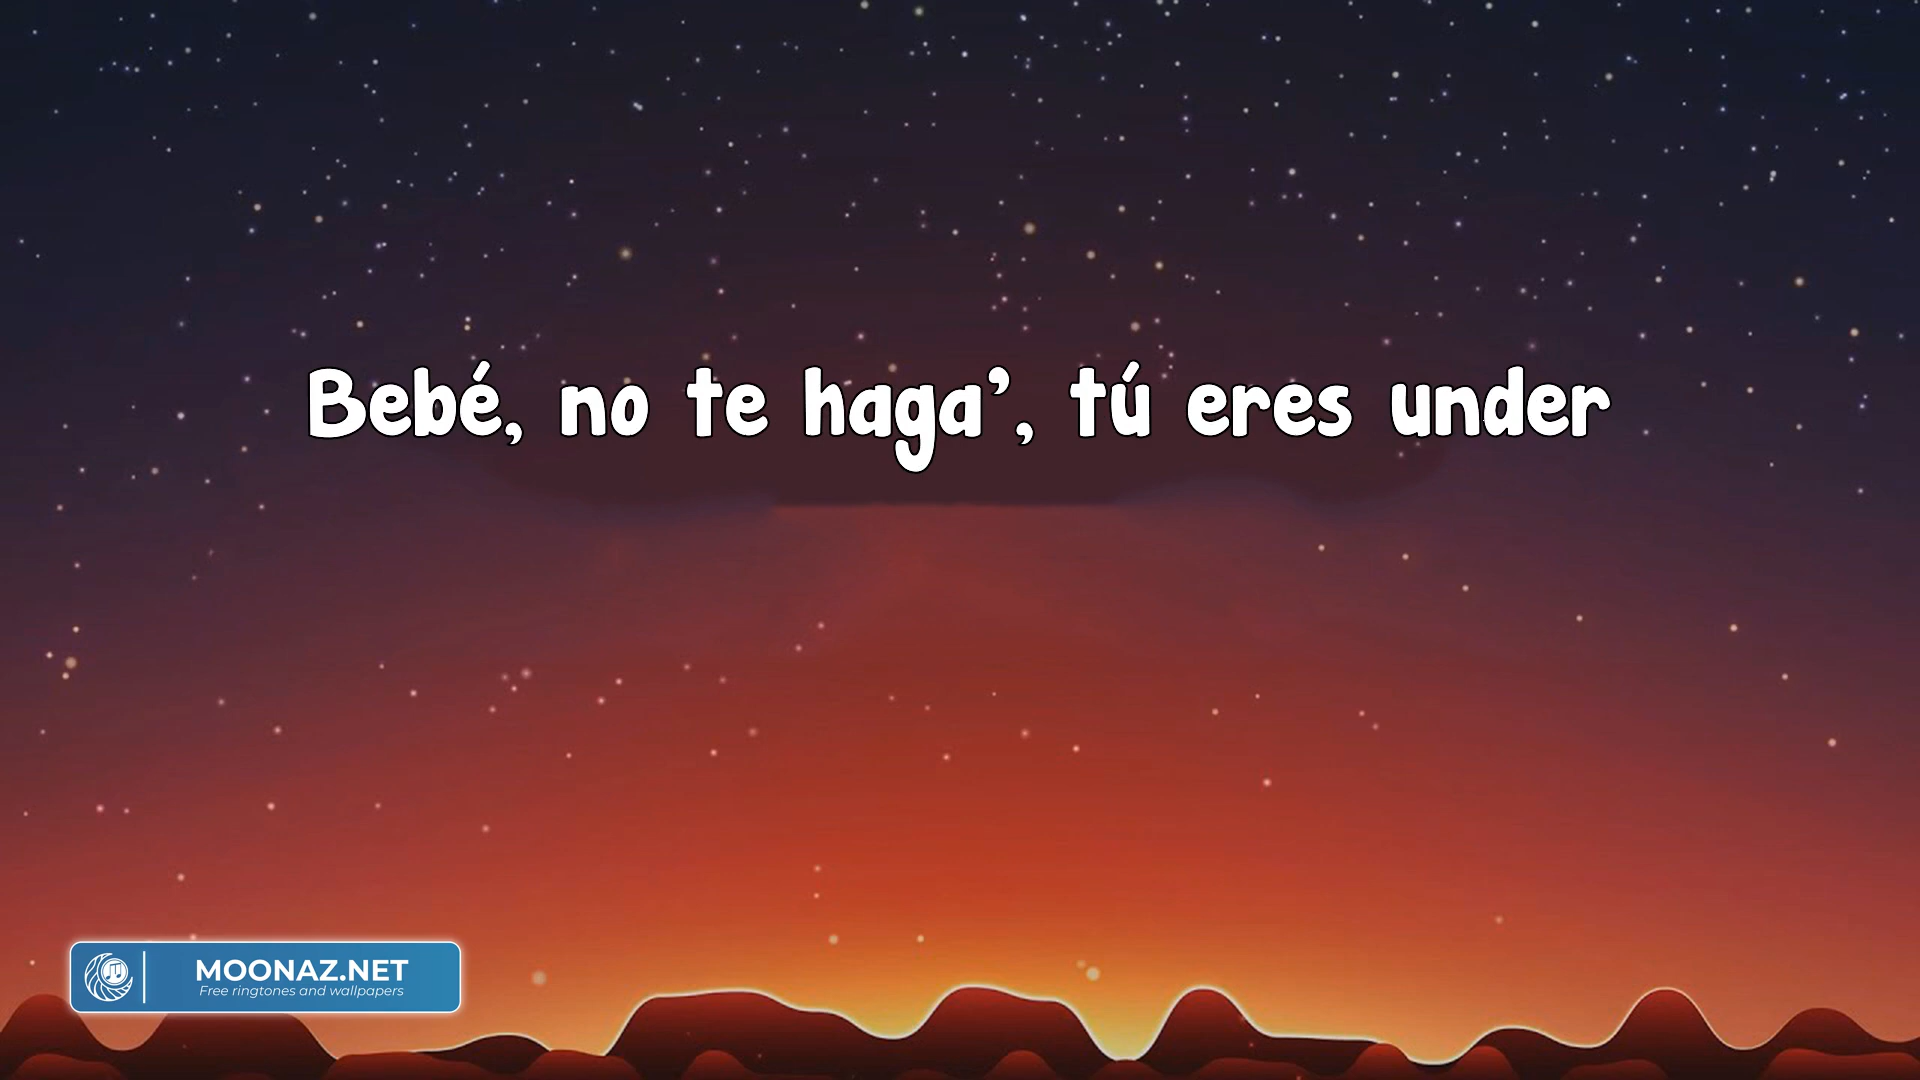 Bebé, no te haga’, tú eres under
MOONAZ.NET
Free ringtones and wallpapers